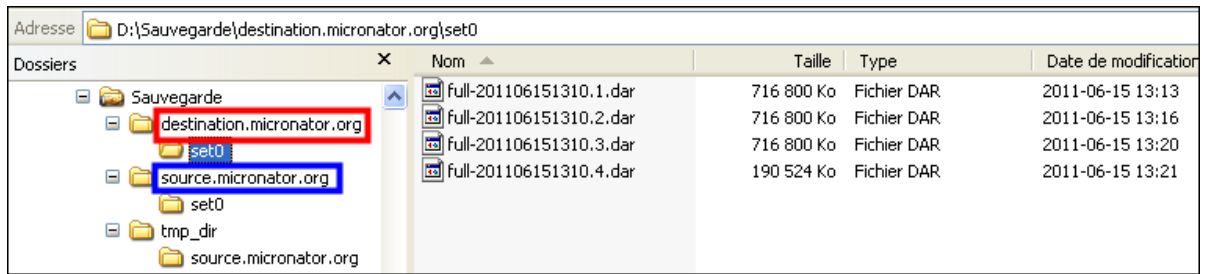 Adresse D:\Sauvegarde\destination.micronator.org\set0
Dossiers × Nom Taille Type Date de modification
Sauvegarde full-201106151310.1.dar 716 800 Ko Fichier DAR 2011-06-15 13:13
destination.micronator.org full-201106151310.2.dar 716 800 Ko Fichier DAR 2011-06-15 13:16
set0 full-201106151310.3.dar 716 800 Ko Fichier DAR 2011-06-15 13:20
source.micronator.org full-201106151310.4.dar 190 524 Ko Fichier DAR 2011-06-15 13:21
set0
tmp_dir
source.micronator.org